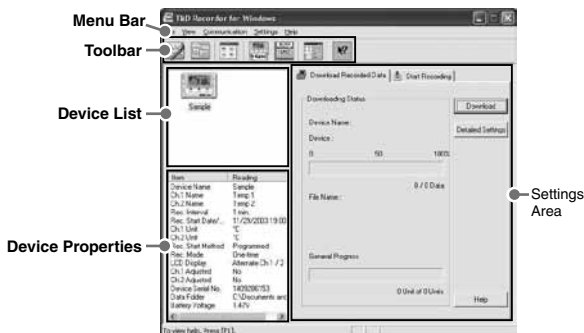 Menu Bar
Toolbar
Device List
Device Properties
Settings
Area
T&D Recorder for Windows
View Communication Settings Help
Sample
Item Reading
Device Name Sample
Ch.1 Name Temp 1
Ch.2 Name Temp 2
Rec. Interval 1 min.
Rec. Start Date/... 11/29/2003 19:00
Ch.1 Unit °C
Ch.2 Unit °C
Rec. Start Method Programmed
Rec. Mode One-time
LCD Display Alternate Ch.1 / 2
Ch.1 Adjusted No
Ch.2 Adjusted No
Device Serial No.
Data Folder C:\Documents and
Battery Voltage 1.47V
To view help, Press [F1].
Download Recorded Data
Start Recording
Downloading Status
Device Name :
Device :
0 50 100%
0 / 0 Data
File Name :
General Progress
0 Unit of 0 Units
Download
Detailed Settings
Help